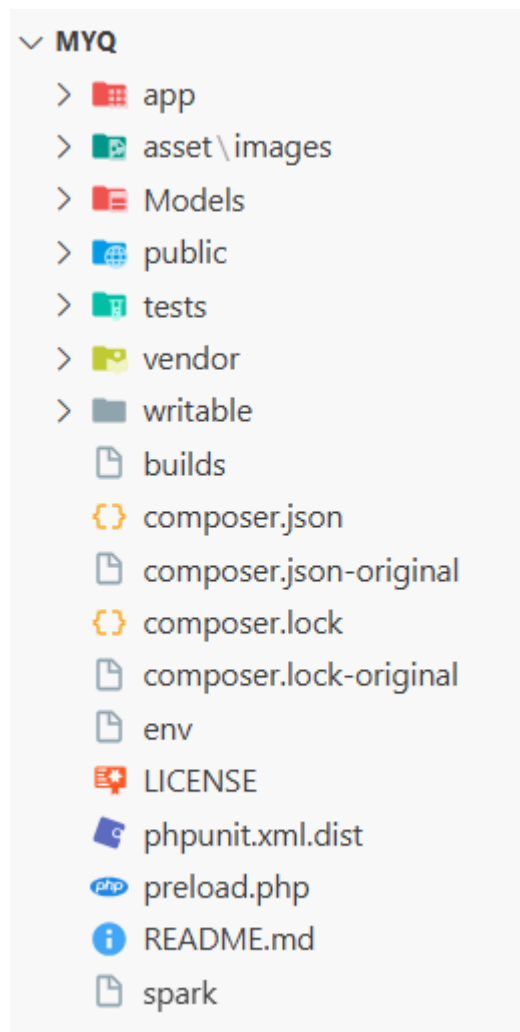 MYQ
app
asset\images
Models
public
tests
vendor
writable
builds
composer.json
composer.json-original
composer.lock
composer.lock-original
env
LICENSE
phpunit.xml.dist
php preload.php
README.md
spark